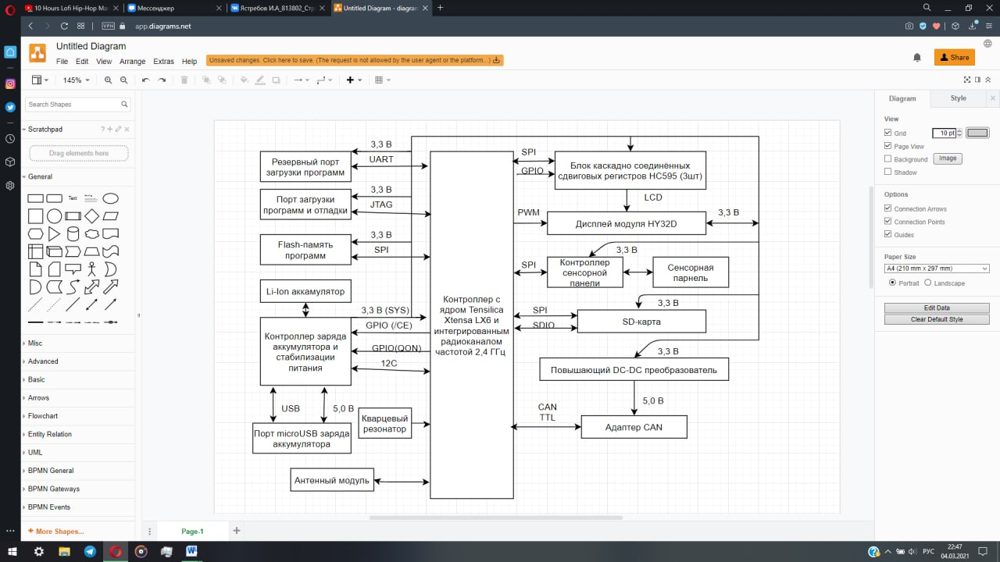 10 Hours Lofi Hip-Hop Ma
Мессенджер
Ястребов И.А_813802_Стр
Untitled Diagram - diagran
VPN
app.diagrams.net
Untitled Diagram
File Edit View Arrange Extras Help
Unsaved changes. Click here to save. (The request is not allowed by the user agent or the platform...)
Share
145%
Search Shapes
Scratchpad
Drag elements here
General
Text
Misc
Advanced
Basic
Arrows
Flowchart
Entity Relation
UML
BPMN General
BPMN Gateways
BPMN Events
+ More Shapes...
3,3 В
UART
Резервный порт
загрузки программ
3,3 В
JTAG
Порт загрузки
программ и отладки
3,3 В
SPI
Flash-память
программ
Li-Ion аккамулятор
3,3 В (SYS)
GPIO (/CE)
GPIO(QON)
12C
Контроллер заряда
аккамулятора и
стабилизации
питания
USB
5,0 В
Порт microUSB заряда
аккамулятора
Кварцевый
резонатор
Антенный модуль
Контроллер с
ядром Tensilica
Xtensa LX6 и
интегрированным
радиоканалом
частотой 2,4 ГГц
SPI
GPIO
Блок каскадно соединённых
сдвиговых регистров HC595 (3шт)
LCD
PWM
Дисплей модуля HY32D
3,3 В
3,3 В
SPI
Контроллер
сенсорной
панели
Сенсорная
парнель
3,3 В
SPI
SDIO
SD-карта
3,3 В
Повышающий DC-DC преобразователь
5,0 В
CAN
TTL
Адаптер CAN
Diagram Style
View
Grid 10 pt
Page View
Background Image
Shadow
Options
Connection Arrows
Connection Points
Guides
Paper Size
A4 (210 mm x 297 mm)
Portrait Landscape
Edit Data
Clear Default Style
Page-1
РУС
22:47
04.03.2021